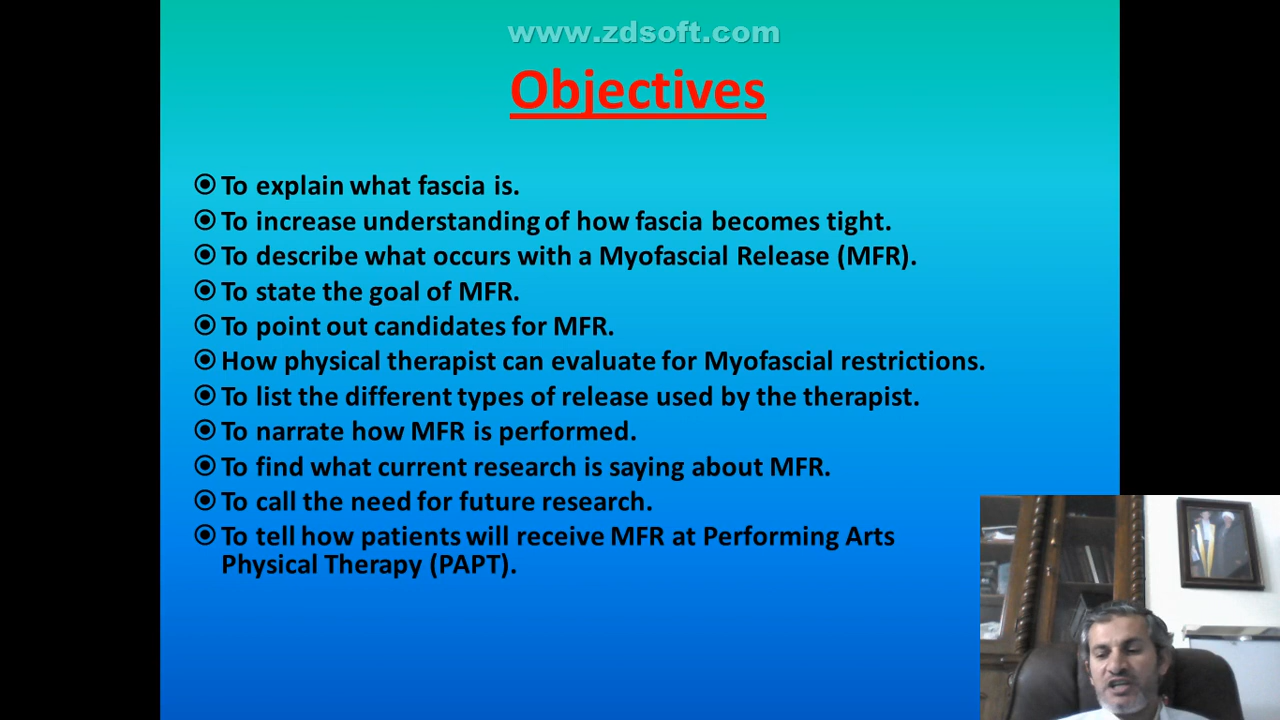 www.zdsoft.com
Objectives
To explain what fascia is.
To increase understanding of how fascia becomes tight.
To describe what occurs with a Myofascial Release (MFR).
To state the goal of MFR.
To point out candidates for MFR.
How physical therapist can evaluate for Myofascial restrictions.
To list the different types of release used by the therapist.
To narrate how MFR is performed.
To find what current research is saying about MFR.
To call the need for future research.
To tell how patients will receive MFR at Performing Arts
Physical Therapy (PAPT).